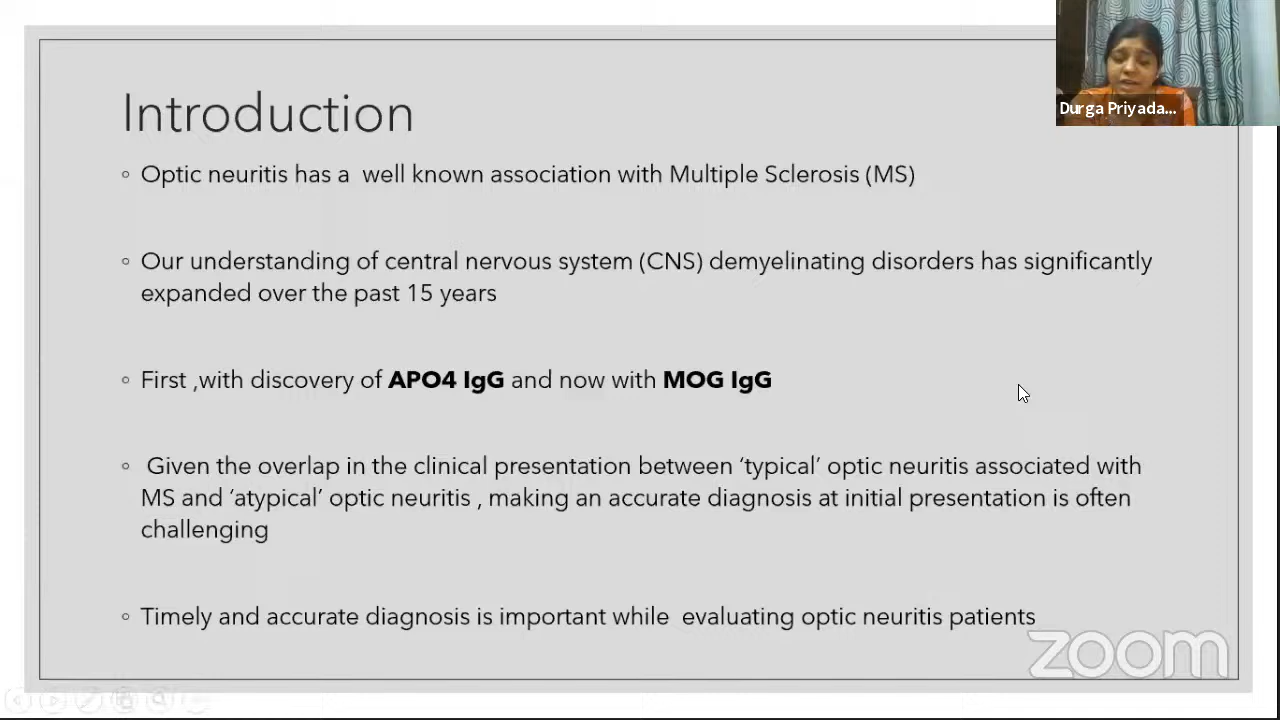 Introduction
Durga Priyada...
◦ Optic neuritis has a well known association with Multiple Sclerosis (MS)
◦ Our understanding of central nervous system (CNS) demyelinating disorders has significantly
expanded over the past 15 years
◦ First ,with discovery of APO4 IgG and now with MOG IgG
◦ Given the overlap in the clinical presentation between ‘typical’ optic neuritis associated with
MS and ‘atypical’ optic neuritis , making an accurate diagnosis at initial presentation is often
challenging
◦ Timely and accurate diagnosis is important while evaluating optic neuritis patients
zoom